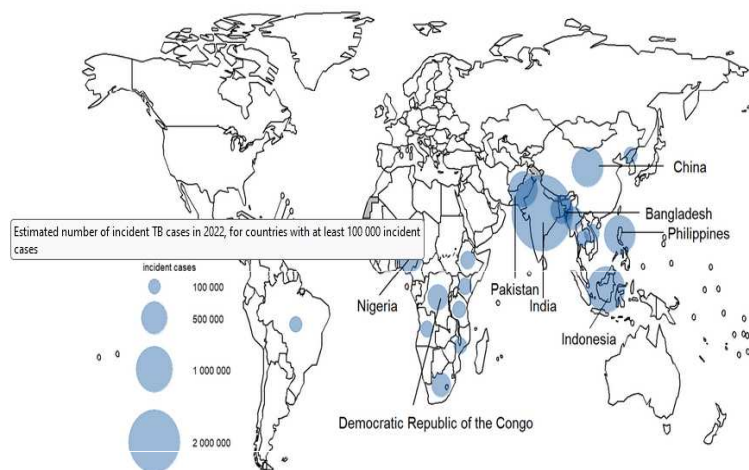 China
Bangladesh
Philippines
Estimated number of incident TB cases in 2022, for countries with at least 100 000 incident
cases
incident cases
100 000
500 000
1 000 000
2 000 000
Nigeria
Pakistan
India
Indonesia
Democratic Republic of the Congo